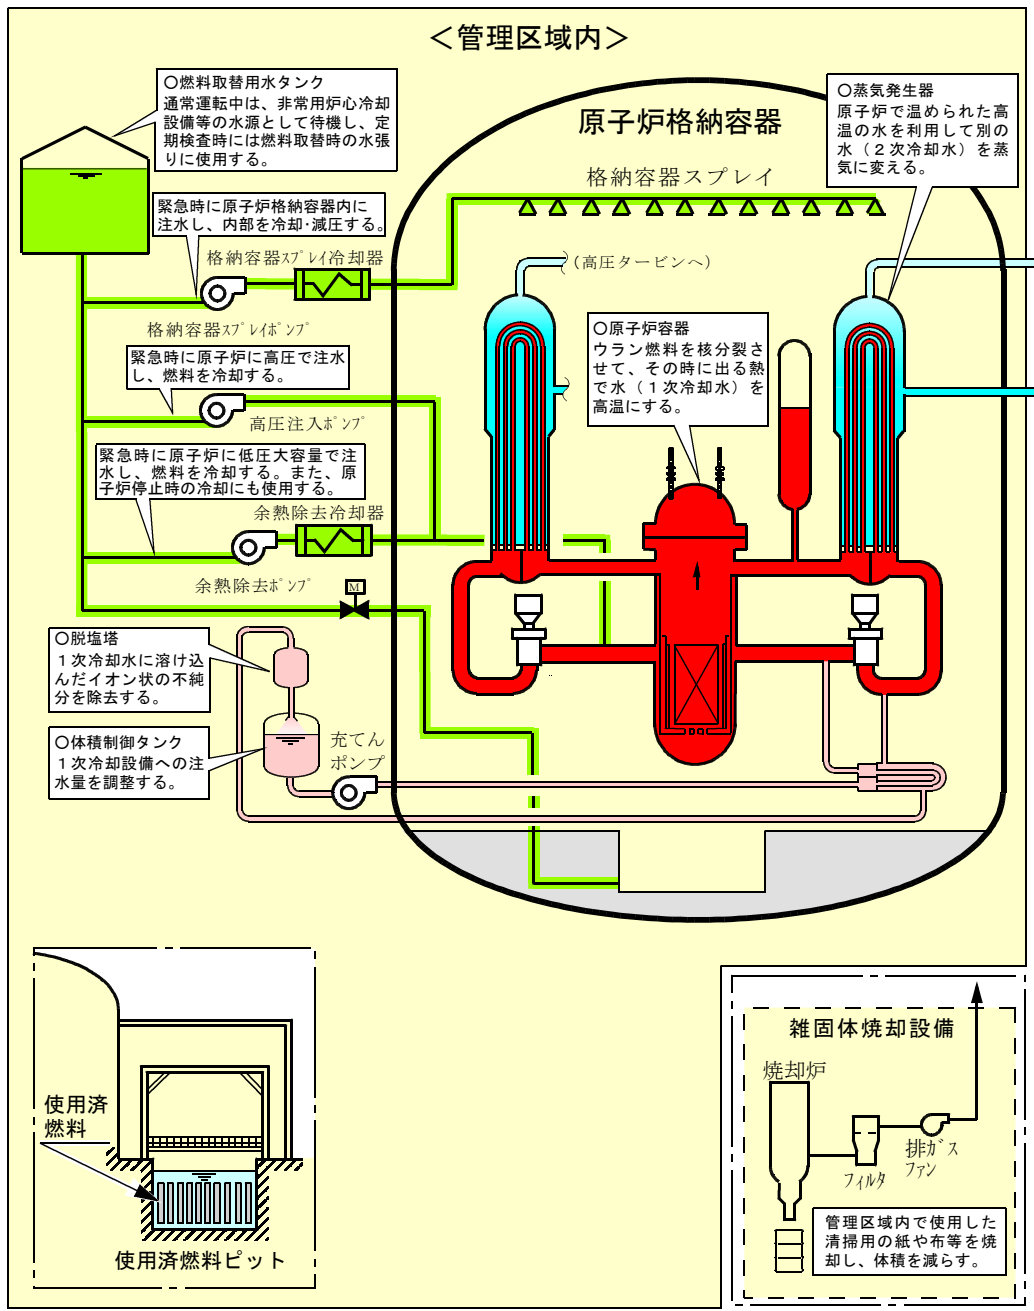 ＜管理区域内＞
○燃料取替用水タンク
通常運転中は、非常用炉心冷却
設備等の水源として待機し、定
期検査時には燃料取替時の水張
りに使用する。
○蒸気発生器
原子炉で温められた高
温の水を利用して別の
水（２次冷却水）を蒸
気に変える。
原子炉格納容器
格納容器スプレイ
緊急時に原子炉格納容器内に
注水し、内部を冷却･減圧する。
格納容器ｽﾌﾟﾚｲ冷却器
（高圧タービンへ）
格納容器ｽﾌﾟﾚｲﾎﾟﾝﾌﾟ
○原子炉容器
ウラン燃料を核分裂さ
せて、その時に出る熱
で水（１次冷却水）を
高温にする。
緊急時に原子炉に高圧で注水
し、燃料を冷却する。
高圧注入ﾎﾟﾝﾌﾟ
緊急時に原子炉に低圧大容量で注
水し、燃料を冷却する。また、原
子炉停止時の冷却にも使用する。
余熱除去冷却器
余熱除去ﾎﾟﾝﾌﾟ
M
○脱塩塔
１次冷却水に溶け込
んだイオン状の不純
分を除去する。
○体積制御タンク
１次冷却設備への注
水量を調整する。
充てん
ポンプ
使用済
燃料
使用済燃料ピット
雑固体焼却設備
焼却炉
フィルタ
排ｶﾞｽ
ファン
管理区域内で使用した
清掃用の紙や布等を焼
却し、体積を減らす。